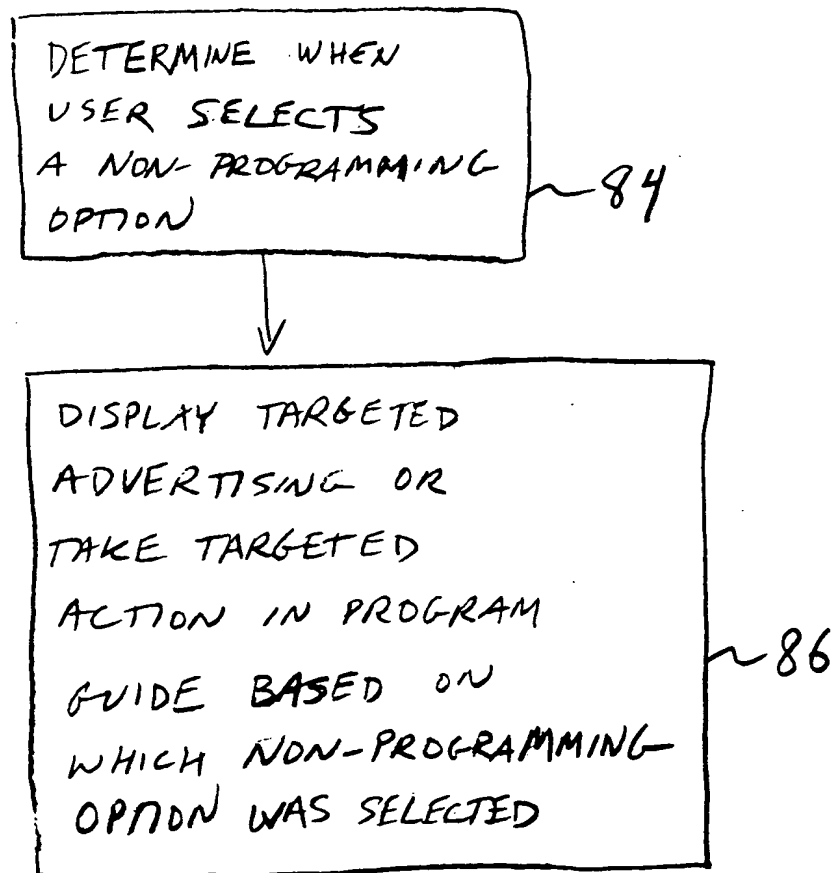 DETERMINE WHEN
USER SELECTS
A NON-PROGRAMMING
OPTION
84
DISPLAY TARGETED
ADVERTISING OR
TAKE TARGETED
ACTION IN PROGRAM
GUIDE BASED ON
WHICH NON-PROGRAMMING
OPTION WAS SELECTED
86